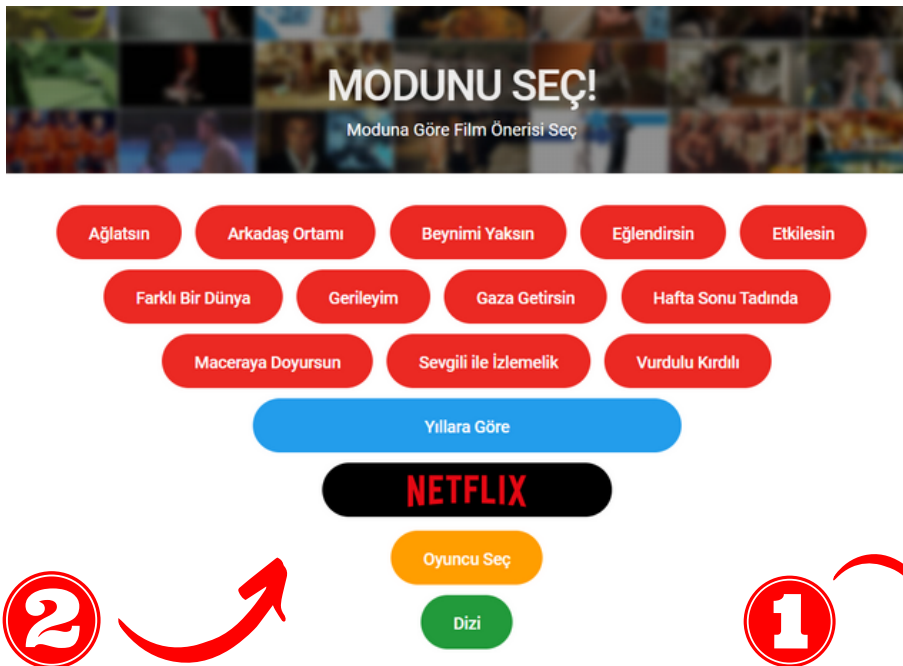 MODUNU SEÇ!
Moduna Göre Film Önerisi Seç
Ağlatsın Arkadaş Ortamı Beynimi Yaksın Eğlendirsin Etkilesin
Farklı Bir Dünya Gerileyim Gaza Getirsin Hafta Sonu Tadında
Maceraya Doyursun Sevgili ile İzlemelik Vurdulu Kırdılı
Yıllara Göre
NETFLIX
Oyuncu Seç
Dizi
2 1